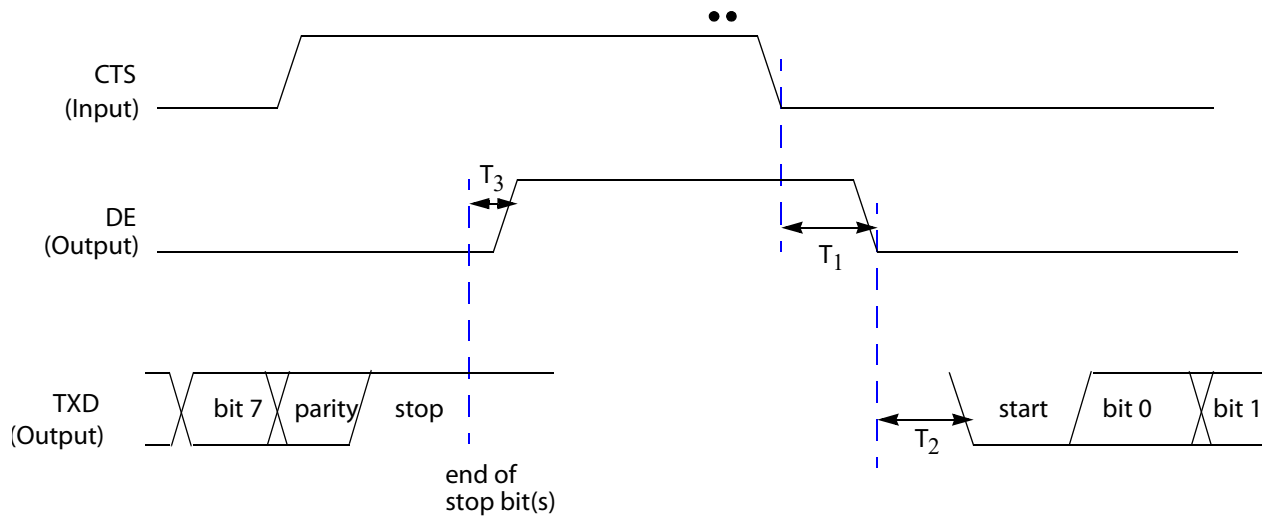 CTS
(Input)
T3
DE
(Output)
T1
TXD
(Output)
bit 7
parity
stop
start
bit 0
bit 1
T2
end of
stop bit(s)